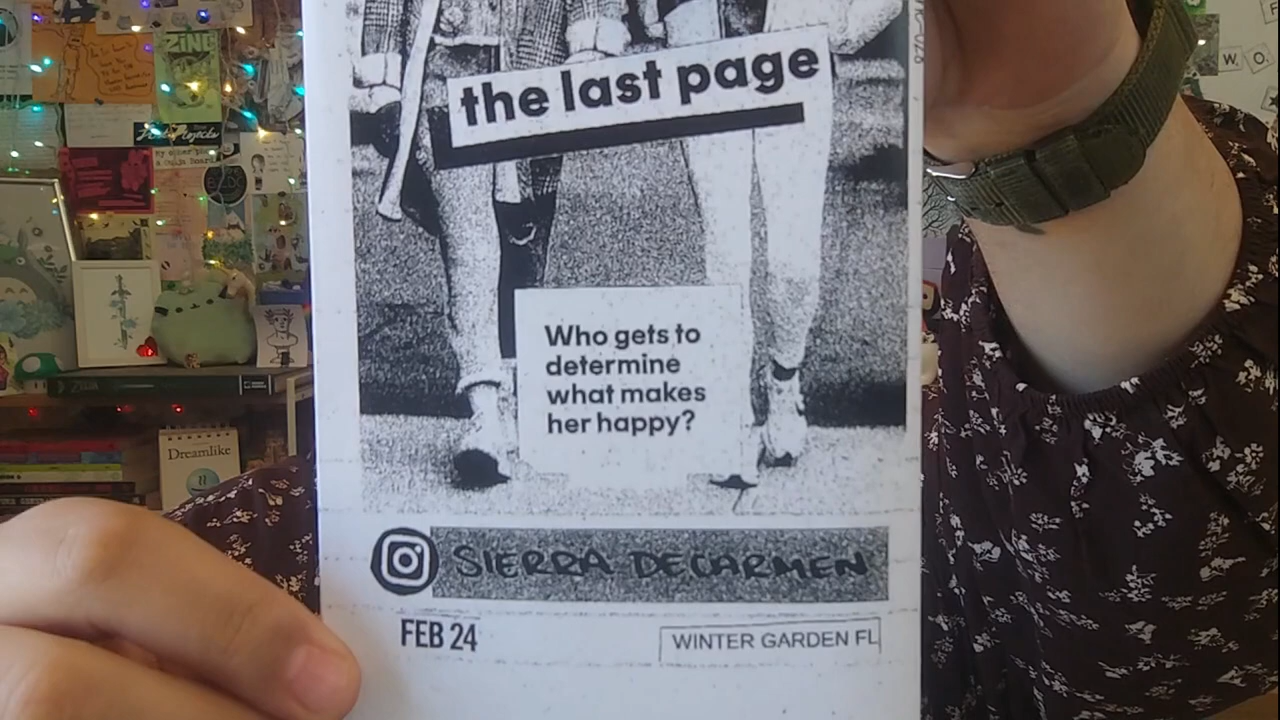 the last page
Who gets to
determine
what makes
her happy?
SIERRA DECARMEN
FEB 24
WINTER GARDEN FL
ZINE
Dreamlike
W. O.